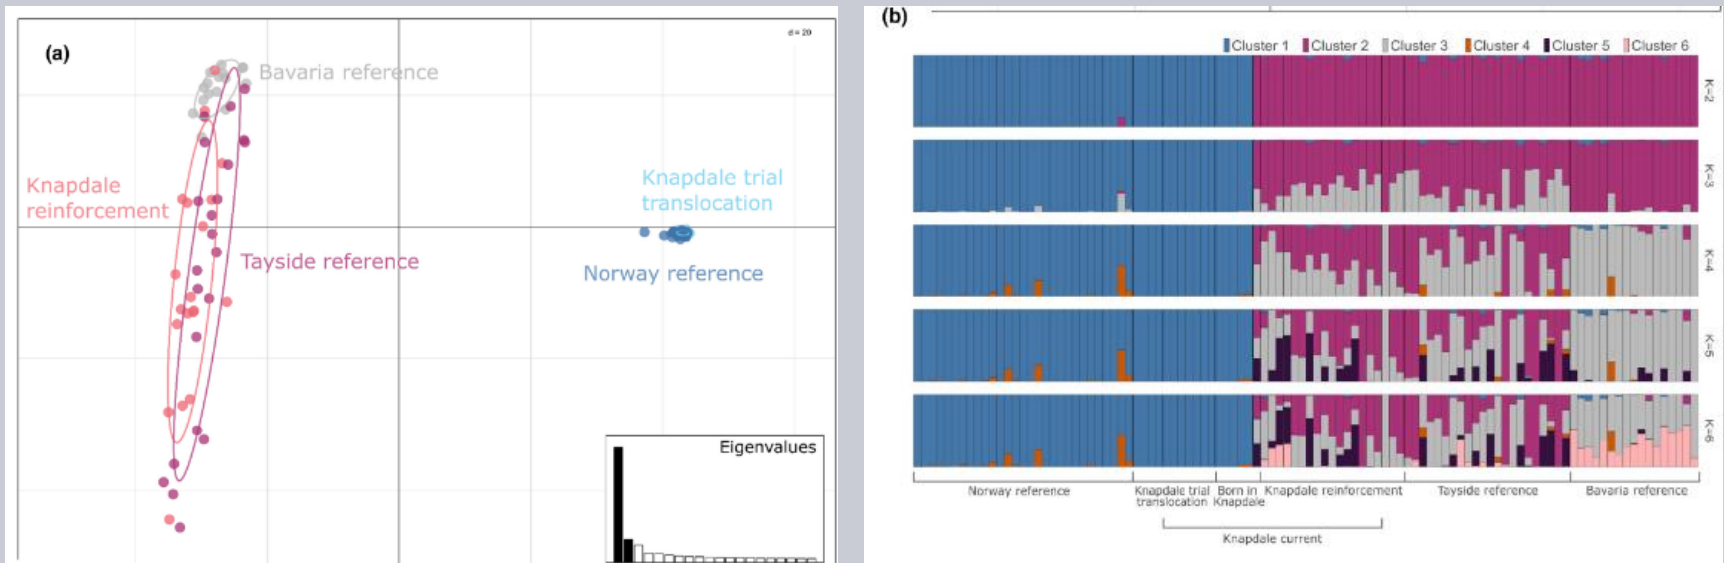 (a)
d = 20
Bavaria reference
Knapdale
reinforcement
Knapdale trial
translocation
Tayside reference
Norway reference
Eigenvalues
(b)
Cluster 1 Cluster 2 Cluster 3 Cluster 4 Cluster 5 Cluster 6
K=2
K=3
K=4
K=5
K=6
Norway reference Knapdale trial Born in Knapdale reinforcement Tayside reference Bavaria reference
translocation Knapdale
Knapdale current